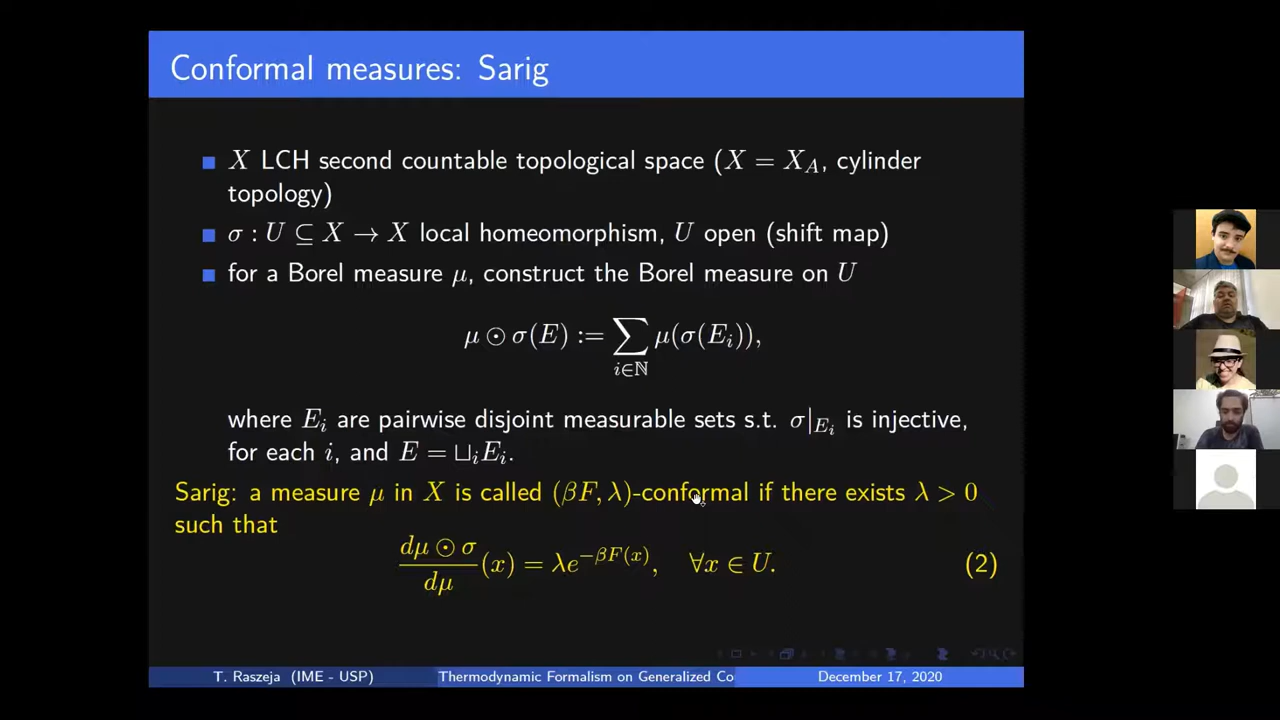 Conformal measures: Sarig
X LCH second countable topological space (X = X_A, cylinder
topology)
σ : U ⊆ X → X local homeomorphism, U open (shift map)
for a Borel measure μ, construct the Borel measure on U
μ ⊙ σ(E) := ∑_{i∈ℕ} μ(σ(E_i)),
where E_i are pairwise disjoint measurable sets s.t. σ|_{E_i} is injective,
for each i, and E = ⊔_i E_i.
Sarig: a measure μ in X is called (βF, λ)-conformal if there exists λ > 0
such that
dμ ⊙ σ / dμ (x) = λe^{−βF(x)}, ∀x ∈ U. (2)
T. Raszeja (IME - USP) Thermodynamic Formalism on Generalized Co December 17, 2020